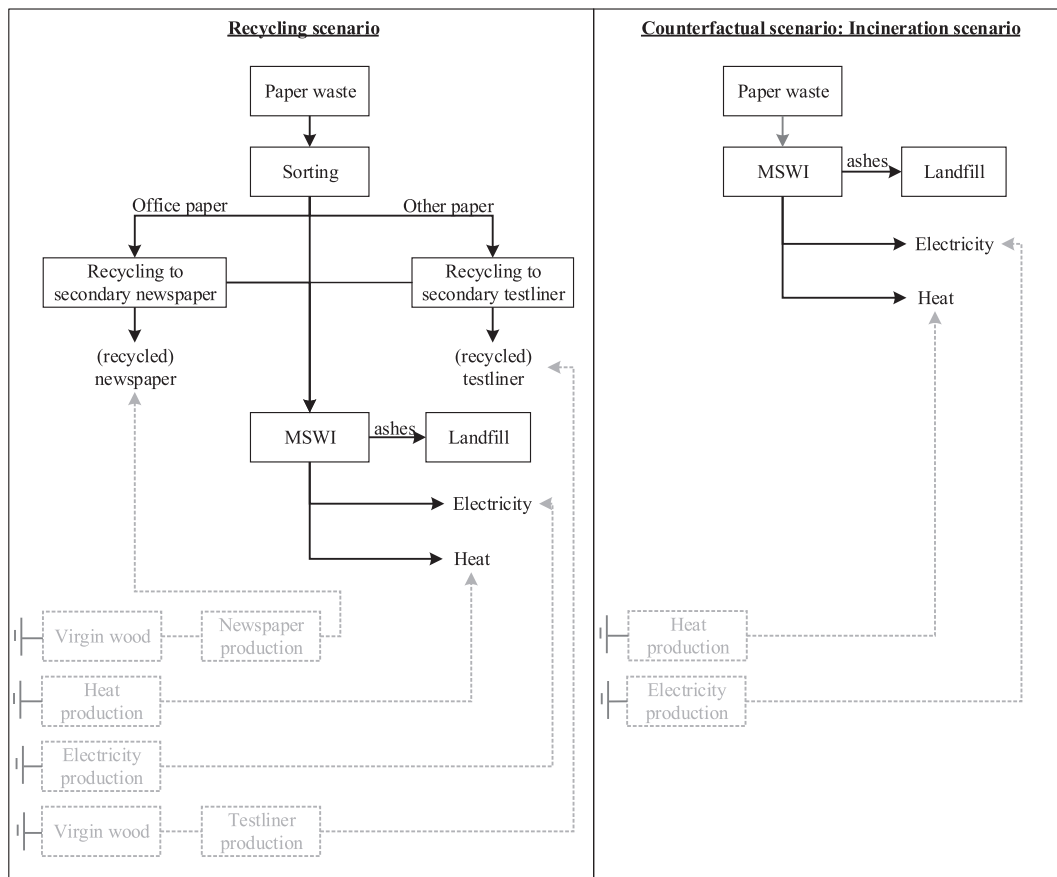 Recycling scenario
Paper waste
Sorting
Office paper
Other paper
Recycling to
secondary newspaper
Recycling to
secondary testliner
(recycled)
newspaper
(recycled)
testliner
MSWI
ashes
Landfill
Electricity
Heat
Virgin wood
Newspaper
production
Heat
production
Electricity
production
Virgin wood
Testliner
production
Counterfactual scenario: Incineration scenario
Paper waste
MSWI
ashes
Landfill
Electricity
Heat
Heat
production
Electricity
production